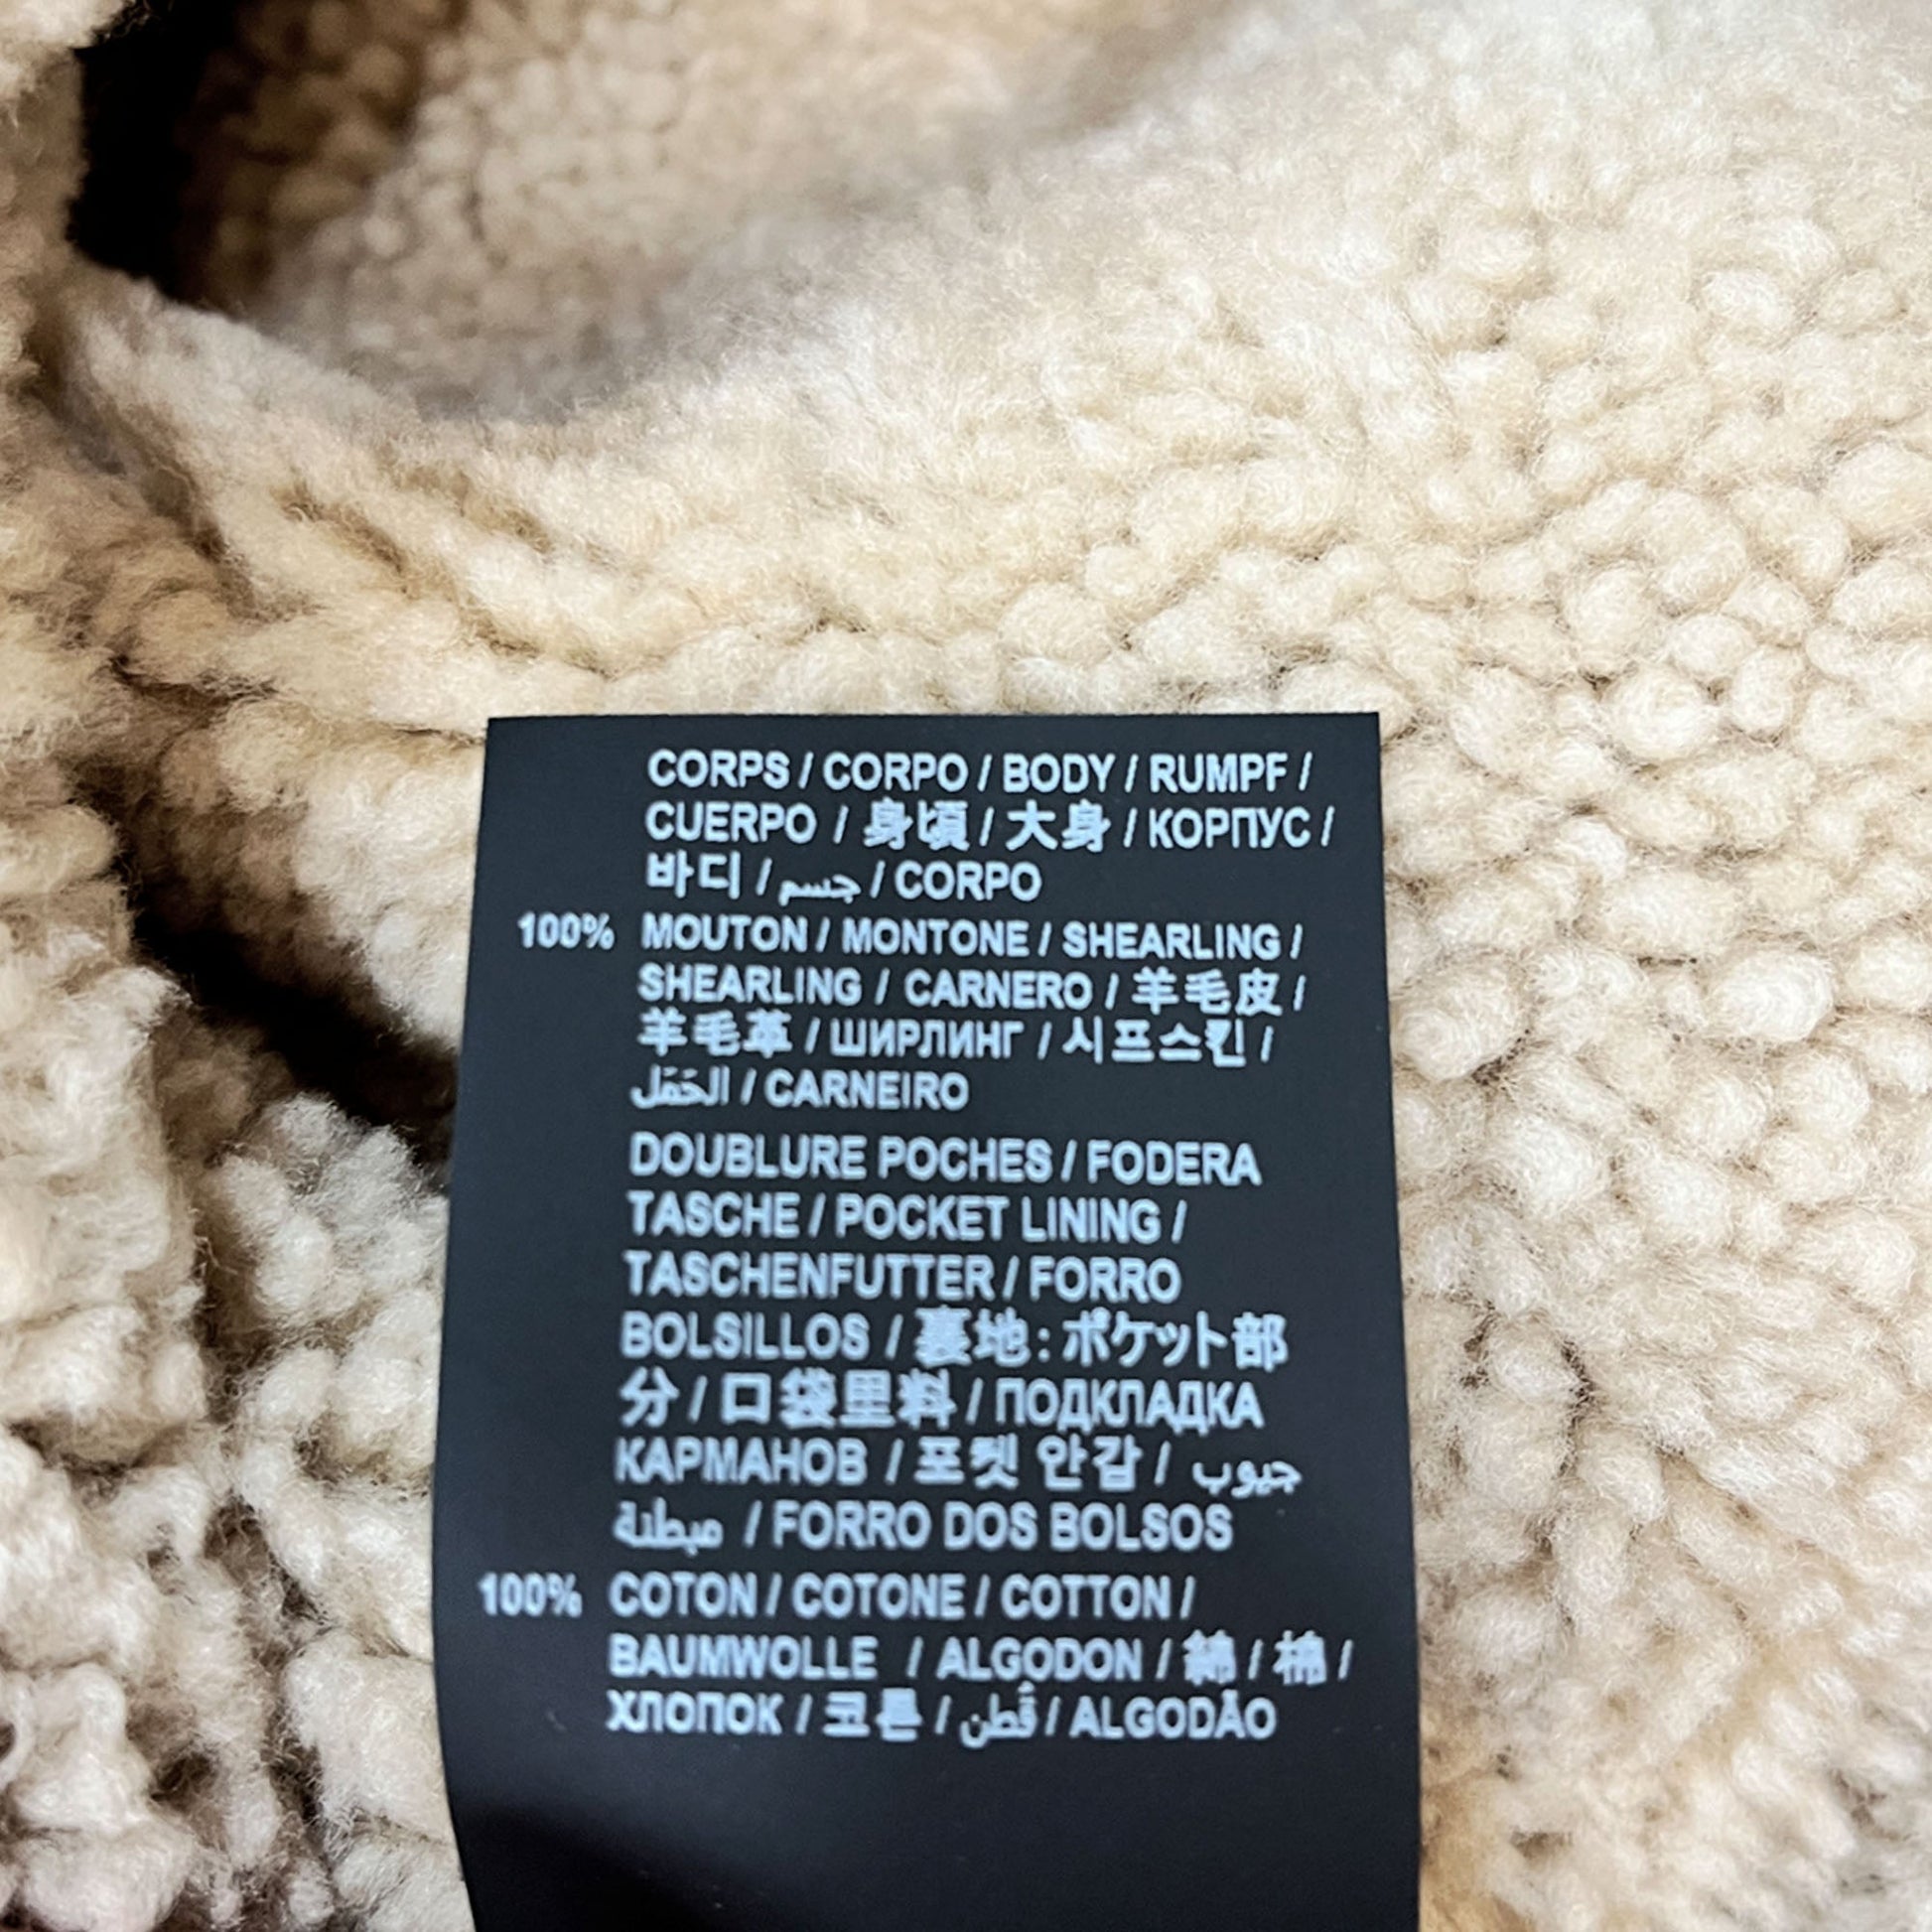 CORPS / CORPO / BODY / RUMPF /
CUERPO / 身頃 / 大身 / КОРПУС /
바디 / جسم / CORPO
100% MOUTON / MONTONE / SHEARLING /
SHEARLING / CARNERO / 羊毛皮 /
羊毛革 / ШИРЛИНГ / 시프스킨 /
الحَمَل / CARNEIRO
DOUBLURE POCHES / FODERA
TASCHE / POCKET LINING /
TASCHENFUTTER / FORRO
BOLSILLOS / 裏地:ポケット部
分 / 口袋里料 / ПОДКЛАДКА
КАРМАНОВ / 포켓 안감 / جيوب
مبطنة / FORRO DOS BOLSOS
100% COTON / COTONE / COTTON /
BAUMWOLLE / ALGODON / 綿 / 棉 /
ХЛОПОК / 코튼 / قُطن / ALGODÃO